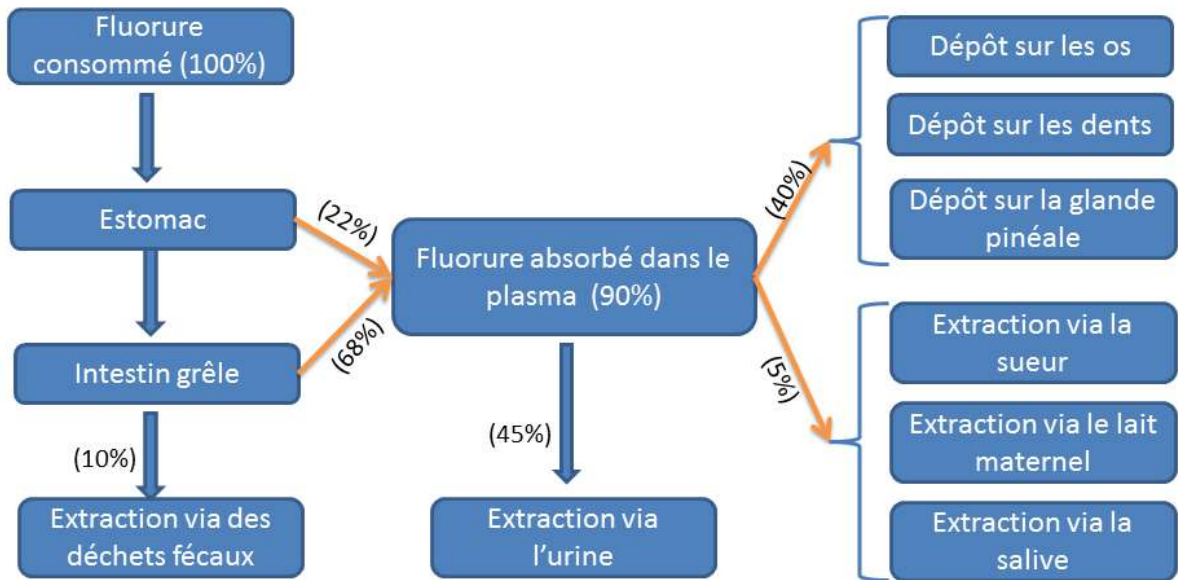 Fluorure
consommé (100%)
Estomac
Intestin grêle
(10%)
Extraction via des
déchets fécaux
(22%)
(68%)
Fluorure absorbé dans le
plasma (90%)
(45%)
Extraction via
l'urine
(40%)
(5%)
Dépôt sur les os
Dépôt sur les dents
Dépôt sur la glande
pinéale
Extraction via la
sueur
Extraction via le lait
maternel
Extraction via la
salive